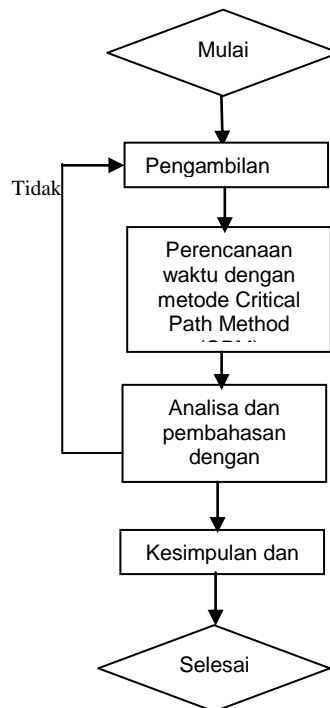 Mulai
Pengambilan
Tidak
Perencanaan
waktu dengan
metode Critical
Path Method
Analisa dan
pembahasan
dengan
Kesimpulan dan
Selesai